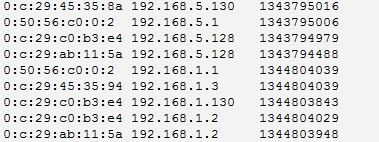 0:c:29:45:35:8a 192.168.5.130 1343795016
0:50:56:c0:0:2 192.168.5.1 1343795006
0:c:29:c0:b3:e4 192.168.5.128 1343794979
0:c:29:ab:11:5a 192.168.5.128 1343794488
0:50:56:c0:0:2 192.168.1.1 1344804039
0:c:29:45:35:94 192.168.1.3 1344804039
0:c:29:c0:b3:e4 192.168.1.130 1344803843
0:c:29:c0:b3:e4 192.168.1.2 1344804029
0:c:29:ab:11:5a 192.168.1.2 1344803948